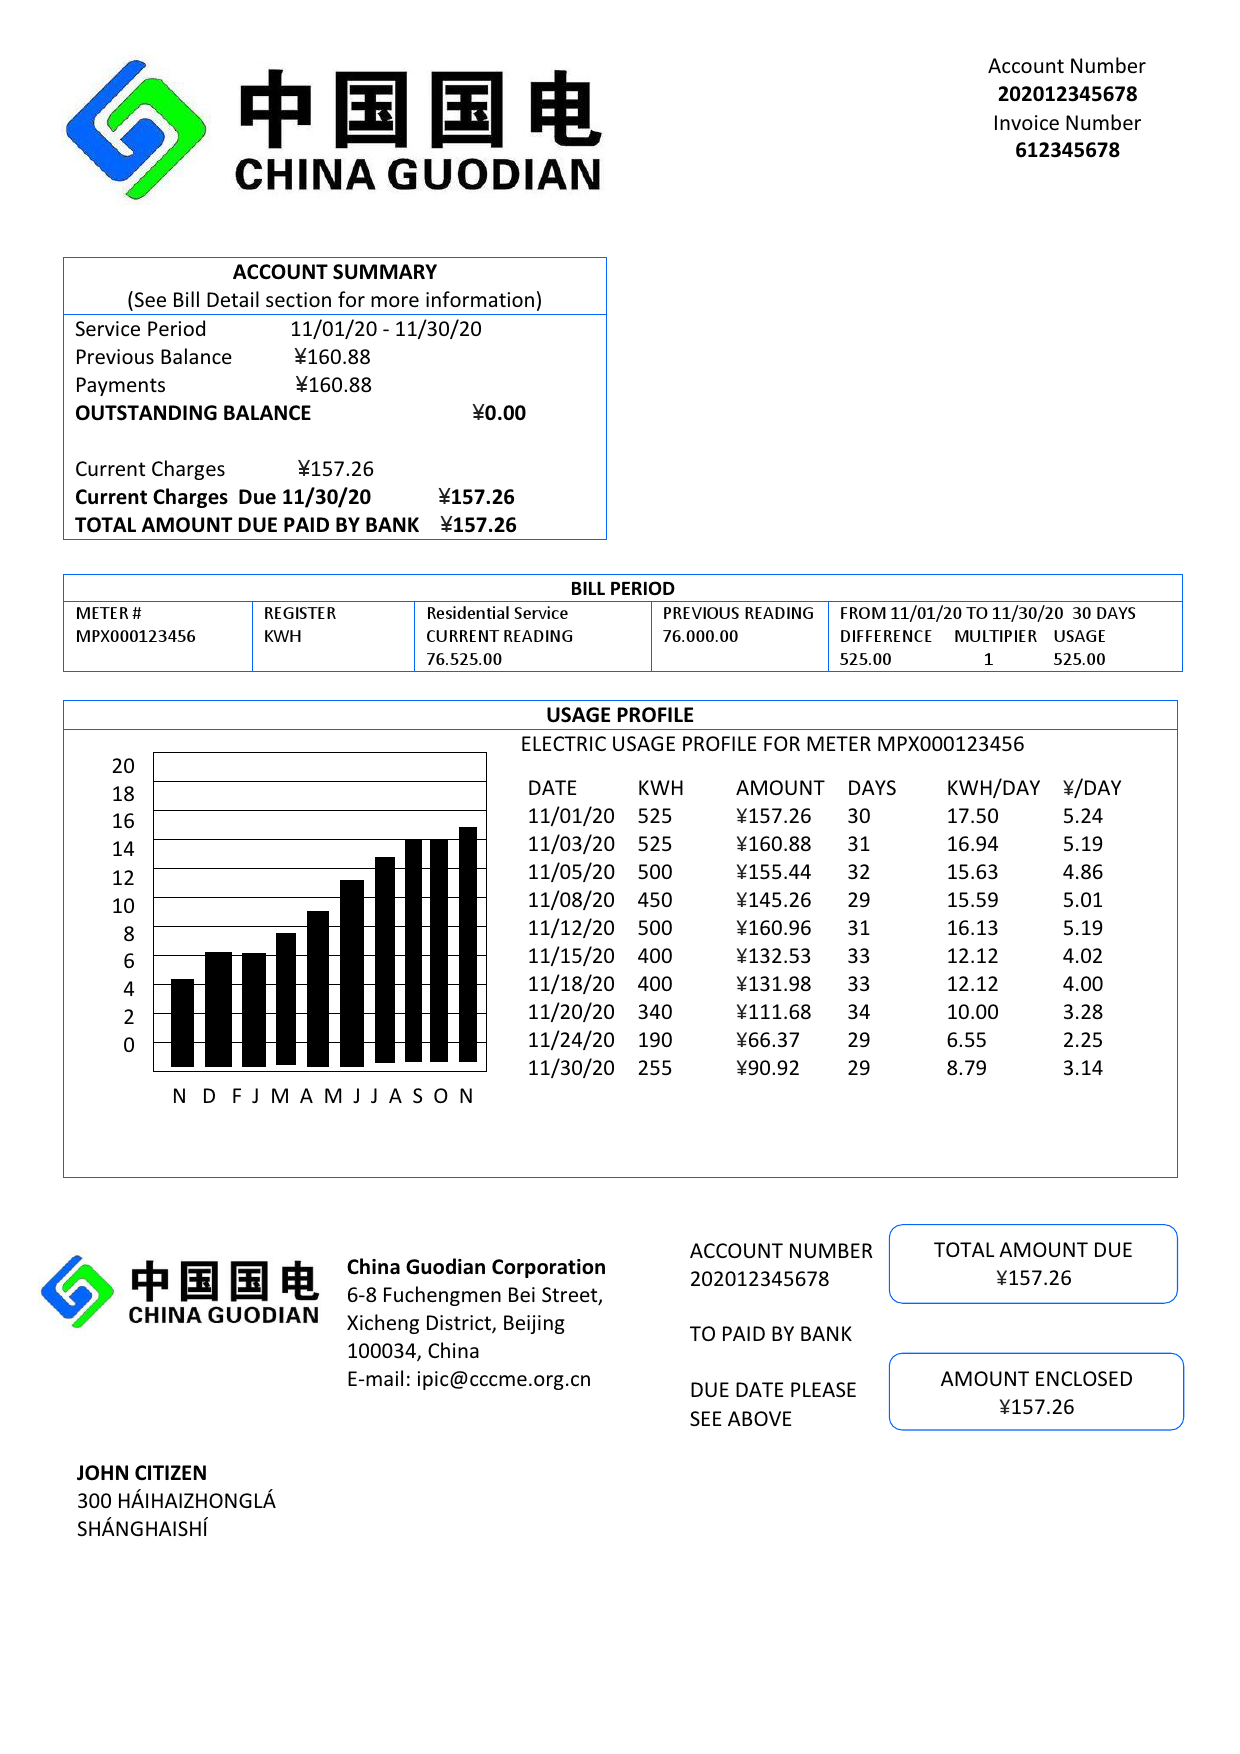 中国国电
CHINA GUODIAN
Account Number
202012345678
Invoice Number
612345678
ACCOUNT SUMMARY
(See Bill Detail section for more information)
Service Period 11/01/20 - 11/30/20
Previous Balance ¥160.88
Payments ¥160.88
OUTSTANDING BALANCE ¥0.00
Current Charges ¥157.26
Current Charges Due 11/30/20 ¥157.26
TOTAL AMOUNT DUE PAID BY BANK ¥157.26
BILL PERIOD
METER # REGISTER Residential Service PREVIOUS READING FROM 11/01/20 TO 11/30/20 30 DAYS
MPX000123456 KWH CURRENT READING 76.000.00 DIFFERENCE MULTIPIER USAGE
76.525.00 525.00 1 525.00
USAGE PROFILE
ELECTRIC USAGE PROFILE FOR METER MPX000123456
20
18
16
14
12
10
8
6
4
2
0
N D F J M A M J J A S O N
DATE KWH AMOUNT DAYS KWH/DAY ¥/DAY
11/01/20 525 ¥157.26 30 17.50 5.24
11/03/20 525 ¥160.88 31 16.94 5.19
11/05/20 500 ¥155.44 32 15.63 4.86
11/08/20 450 ¥145.26 29 15.59 5.01
11/12/20 500 ¥160.96 31 16.13 5.19
11/15/20 400 ¥132.53 33 12.12 4.02
11/18/20 400 ¥131.98 33 12.12 4.00
11/20/20 340 ¥111.68 34 10.00 3.28
11/24/20 190 ¥66.37 29 6.55 2.25
11/30/20 255 ¥90.92 29 8.79 3.14
中国国电
CHINA GUODIAN
China Guodian Corporation
6-8 Fuchengmen Bei Street,
Xicheng District, Beijing
100034, China
E-mail: ipic@cccme.org.cn
ACCOUNT NUMBER
202012345678
TO PAID BY BANK
DUE DATE PLEASE
SEE ABOVE
TOTAL AMOUNT DUE
¥157.26
AMOUNT ENCLOSED
¥157.26
JOHN CITIZEN
300 HÁIHAIZHONGLÁ
SHÁNGHAISHÍ